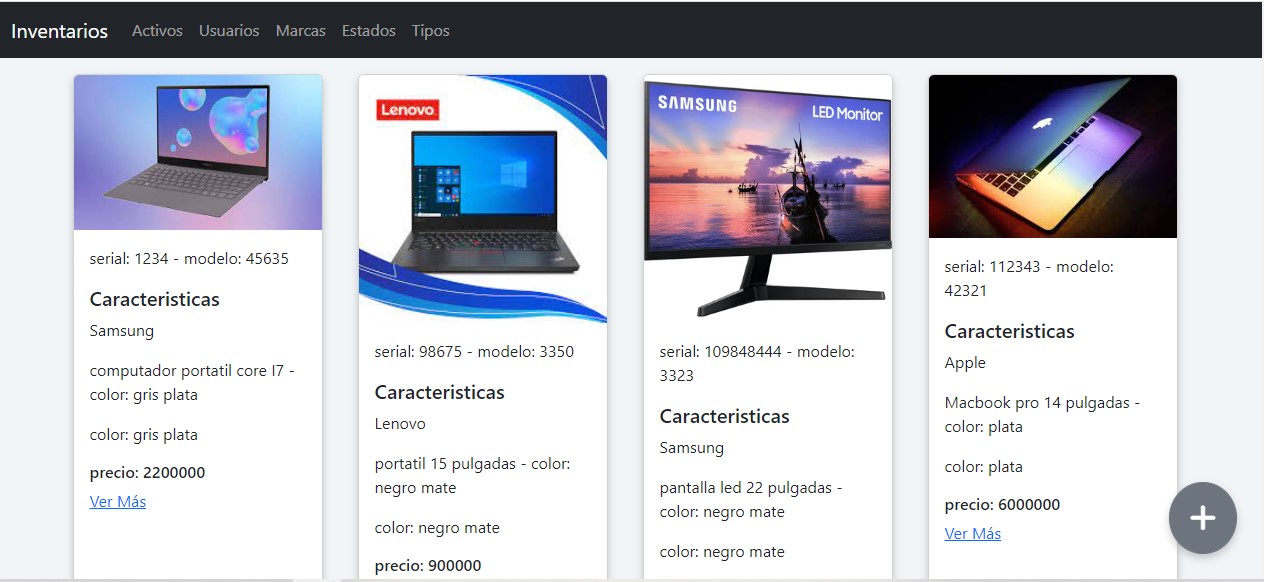 Inventarios Activos Usuarios Marcas Estados Tipos
serial: 1234 - modelo: 45635
Caracteristicas
Samsung
computador portatil core I7 -
color: gris plata
color: gris plata
precio: 2200000
Ver Más
Lenovo
serial: 98675 - modelo: 3350
Caracteristicas
Lenovo
portatil 15 pulgadas - color:
negro mate
color: negro mate
precio: 900000
SAMSUNG
LED Monitor
serial: 109848444 - modelo:
3323
Caracteristicas
Samsung
pantalla led 22 pulgadas -
color: negro mate
color: negro mate
serial: 112343 - modelo:
42321
Caracteristicas
Apple
Macbook pro 14 pulgadas -
color: plata
color: plata
precio: 6000000
Ver Más
+